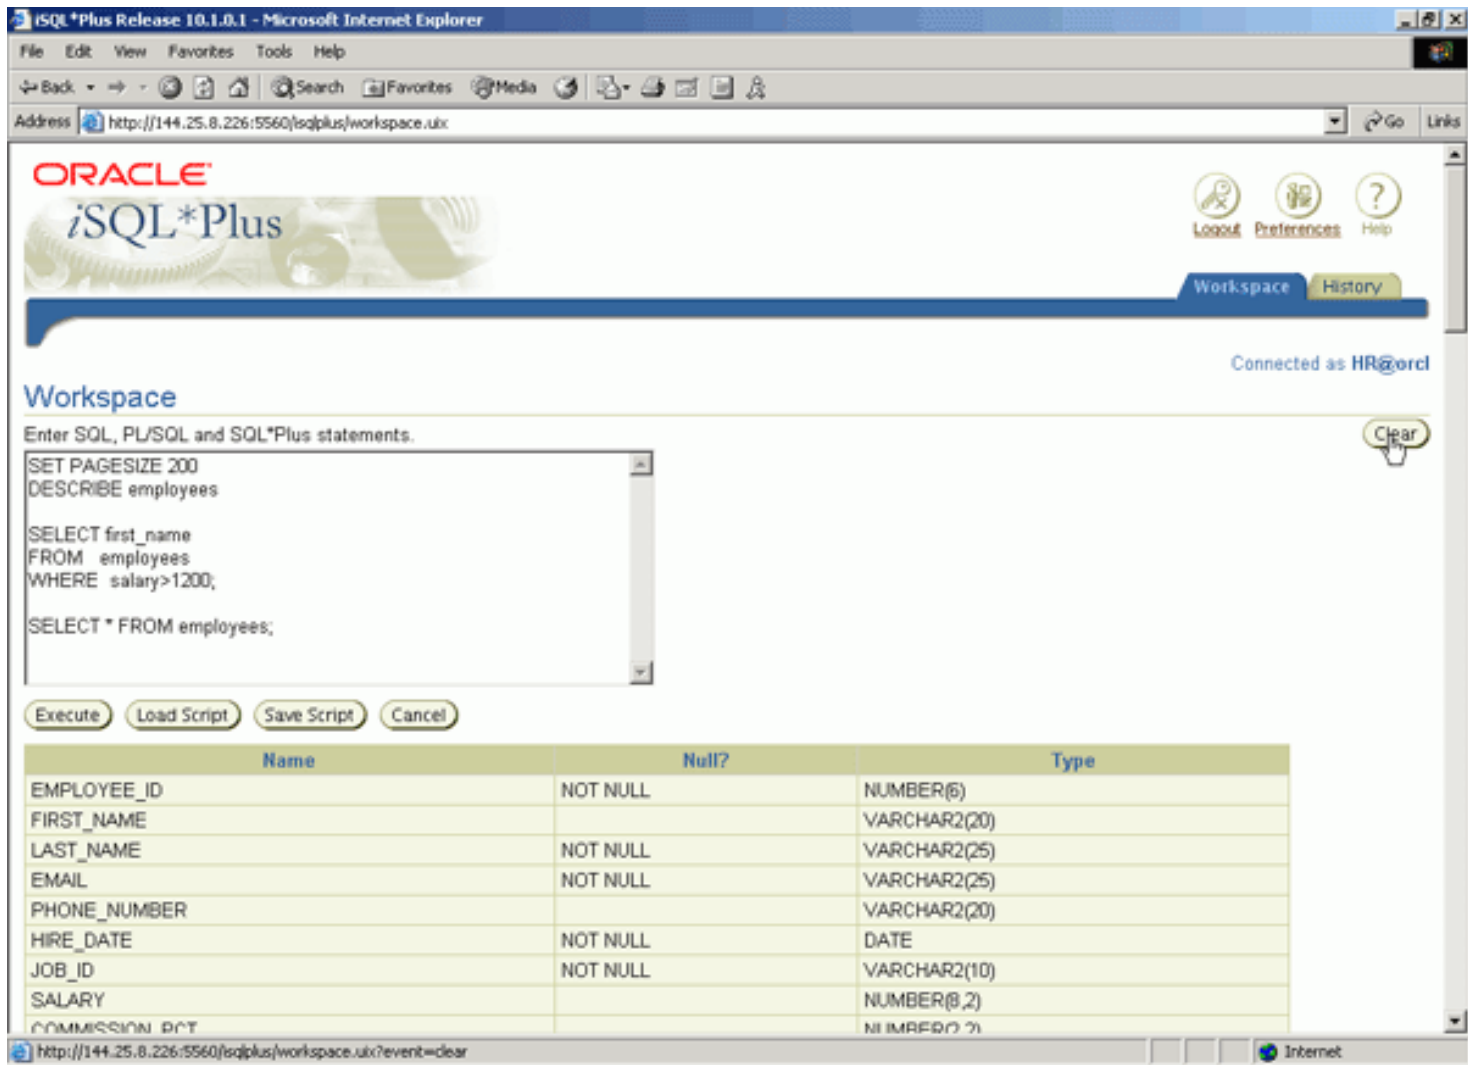 iSQL*Plus Release 10.1.0.1 - Microsoft Internet Explorer
File Edit View Favorites Tools Help
Back Search Favorites Media
Address http://144.25.8.226:5560/isqlplus/workspace.uix Go Links
ORACLE
iSQL*Plus
Logout Preferences Help
Workspace History
Connected as HR@orcl
Workspace
Enter SQL, PL/SQL and SQL*Plus statements.
Clear
SET PAGESIZE 200
DESCRIBE employees
SELECT first_name
FROM employees
WHERE salary>1200;
SELECT * FROM employees;
Execute Load Script Save Script Cancel
Name Null? Type
EMPLOYEE_ID NOT NULL NUMBER(6)
FIRST_NAME VARCHAR2(20)
LAST_NAME NOT NULL VARCHAR2(25)
EMAIL NOT NULL VARCHAR2(25)
PHONE_NUMBER VARCHAR2(20)
HIRE_DATE NOT NULL DATE
JOB_ID NOT NULL VARCHAR2(10)
SALARY NUMBER(8,2)
COMMISSION_PCT NUMBER(2,2)
http://144.25.8.226:5560/isqlplus/workspace.uix?event=clear Internet